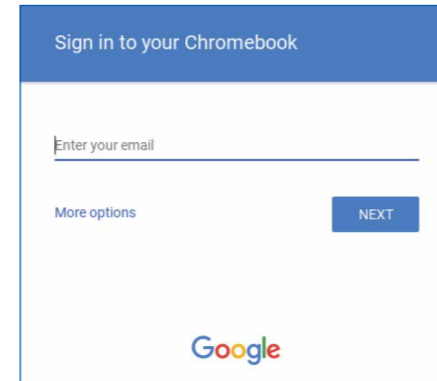 Sign in to your Chromebook
Enter your email
More options
NEXT
Google